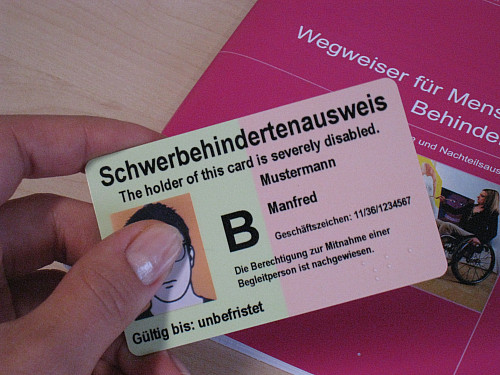 Wegweiser für Mens
Behinde
und Nachteilsaus
Schwerbehindertenausweis
The holder of this card is severely disabled.
Mustermann
Manfred
B
Geschäftszeichen: 11/36/1234567
Die Berechtigung zur Mitnahme einer
Begleitperson ist nachgewiesen.
Gültig bis: unbefristet